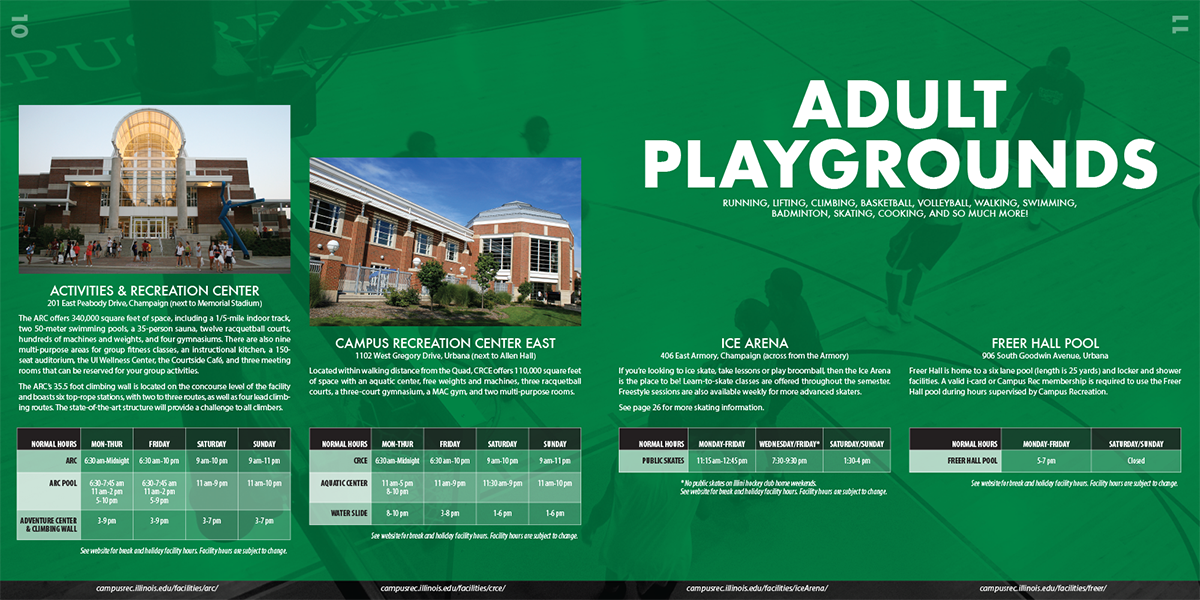 10
11
PUS RECREA
ADULT
PLAYGROUNDS
RUNNING, LIFTING, CLIMBING, BASKETBALL, VOLLEYBALL, WALKING, SWIMMING,
BADMINTON, SKATING, COOKING, AND SO MUCH MORE!
ACTIVITIES & RECREATION CENTER
201 East Peabody Drive, Champaign (next to Memorial Stadium)
The ARC offers 340,000 square feet of space, including a 1/5-mile indoor track,
two 50-meter swimming pools, a 35-person sauna, twelve racquetball courts,
hundreds of machines and weights, and four gymnasiums. There are also nine
multi-purpose areas for group fitness classes, an instructional kitchen, a 150-
seat auditorium, the UI Wellness Center, the Courtside Café, and three meeting
rooms that can be reserved for your group activities.
The ARC's 35.5 foot climbing wall is located on the concourse level of the facility
and boasts six top-rope stations, with two to three routes, as well as four lead climb-
ing routes. The state-of-the-art structure will provide a challenge to all climbers.
NORMAL HOURS MON-THUR FRIDAY SATURDAY SUNDAY
ARC 6:30 am-Midnight 6:30 am-10 pm 9 am-10 pm 9 am-11 pm
ARC POOL 6:30-7:45 am 6:30-7:45 am 11 am-9 pm 11 am-10 pm
11 am-2 pm 11 am-2 pm
5-10 pm 5-9 pm
ADVENTURE CENTER 3-9 pm 3-9 pm 3-7 pm 3-7 pm
& CLIMBING WALL
See website for break and holiday facility hours. Facility hours are subject to change.
campusrec.illinois.edu/facilities/arc/
CAMPUS RECREATION CENTER EAST
1102 West Gregory Drive, Urbana (next to Allen Hall)
Located within walking distance from the Quad, CRCE offers 110,000 square feet
of space with an aquatic center, free weights and machines, three racquetball
courts, a three-court gymnasium, a MAC gym, and two multi-purpose rooms.
NORMAL HOURS MON-THUR FRIDAY SATURDAY SUNDAY
CRCE 6:30 am-Midnight 6:30 am-10 pm 9 am-10 pm 9 am-11 pm
AQUATIC CENTER 11 am-5 pm 11 am-9 pm 11:30 am-9 pm 11 am-10 pm
8-10 pm
WATER SLIDE 8-10 pm 3-8 pm 1-6 pm 1-6 pm
See website for break and holiday facility hours. Facility hours are subject to change.
campusrec.illinois.edu/facilities/crce/
ICE ARENA
406 East Armory, Champaign (across from the Armory)
If you're looking to ice skate, take lessons or play broomball, then the Ice Arena
is the place to be! Learn-to-skate classes are offered throughout the semester.
Freestyle sessions are also available weekly for more advanced skaters.
See page 26 for more skating information.
NORMAL HOURS MONDAY-FRIDAY WEDNESDAY/FRIDAY* SATURDAY/SUNDAY
PUBLIC SKATES 11:15 am-12:45 pm 7:30-9:30 pm 1:30-4 pm
* No public skates on Illini hockey club home weekends.
See website for break and holiday facility hours. Facility hours are subject to change.
campusrec.illinois.edu/facilities/iceArena/
FREER HALL POOL
906 South Goodwin Avenue, Urbana
Freer Hall is home to a six lane pool (length is 25 yards) and locker and shower
facilities. A valid i-card or Campus Rec membership is required to use the Freer
Hall pool during hours supervised by Campus Recreation.
NORMAL HOURS MONDAY-FRIDAY SATURDAY/SUNDAY
FREER HALL POOL 5-7 pm Closed
See website for break and holiday facility hours. Facility hours are subject to change.
campusrec.illinois.edu/facilities/freer/